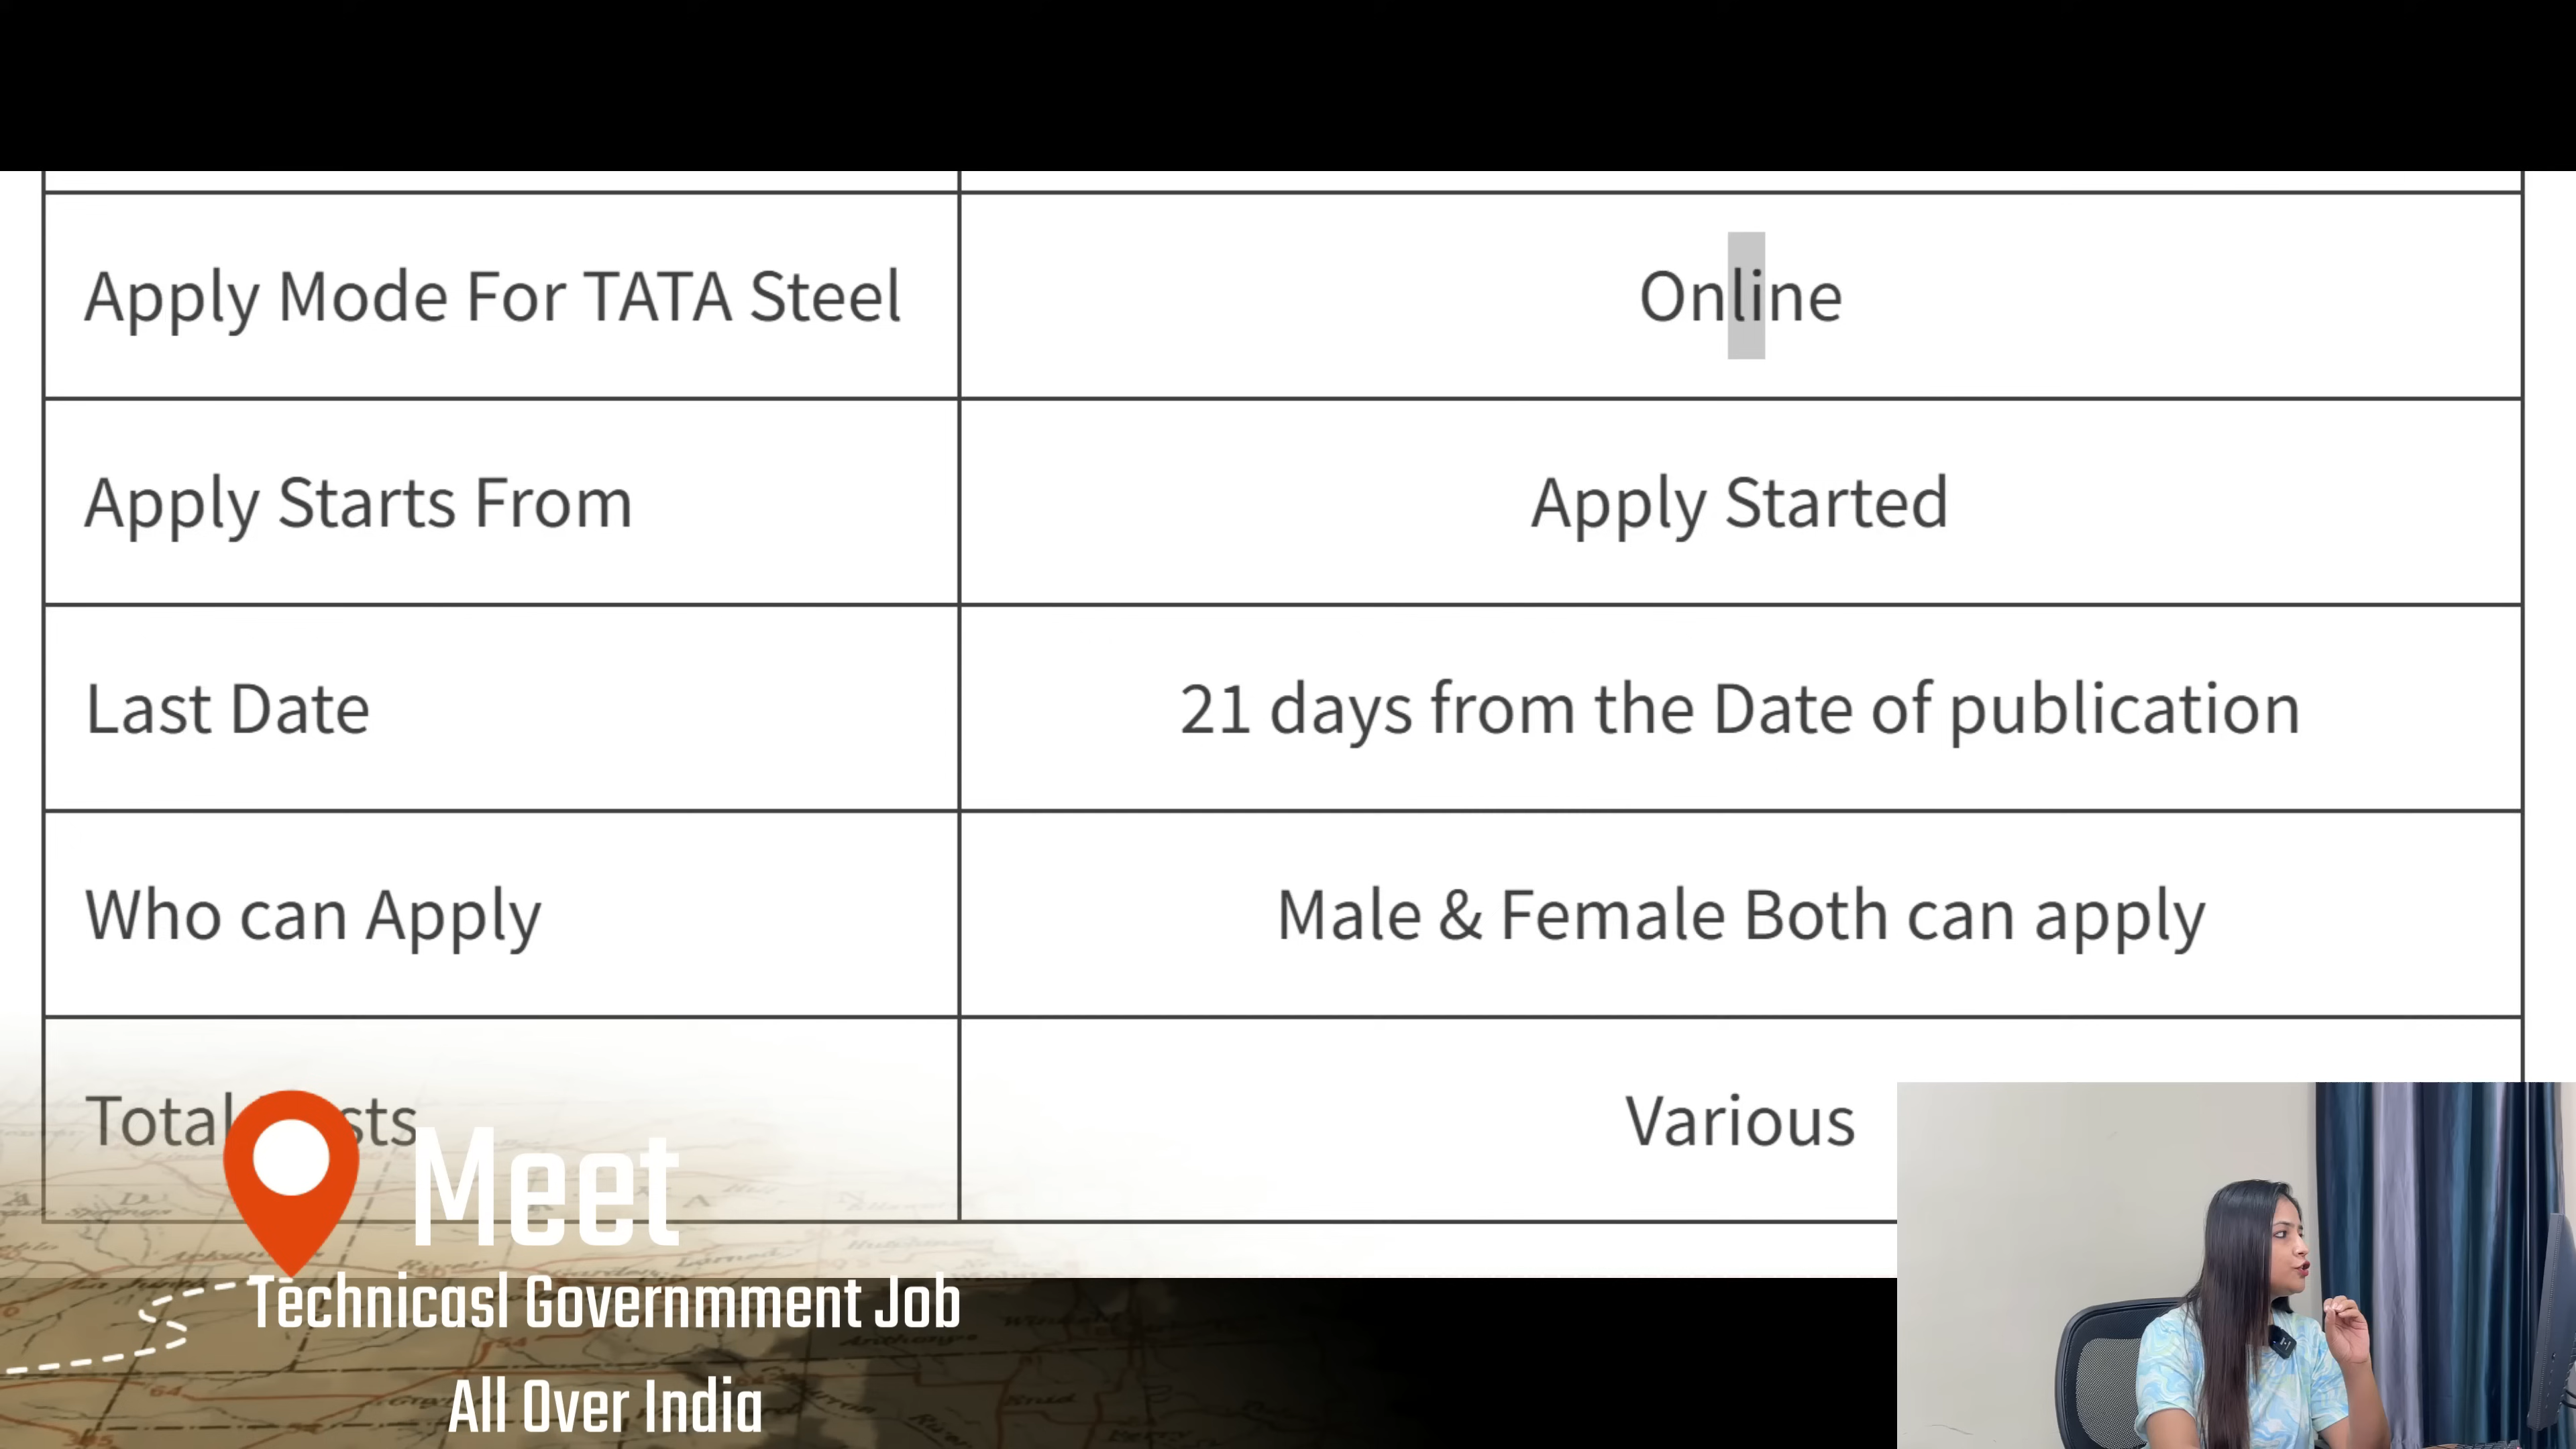 Apply Mode For TATA Steel
Online
Apply Starts From
Apply Started
Last Date
21 days from the Date of publication
Who can Apply
Male & Female Both can apply
Total
Various
Meet
Technicasl Governmment Job
All Over India